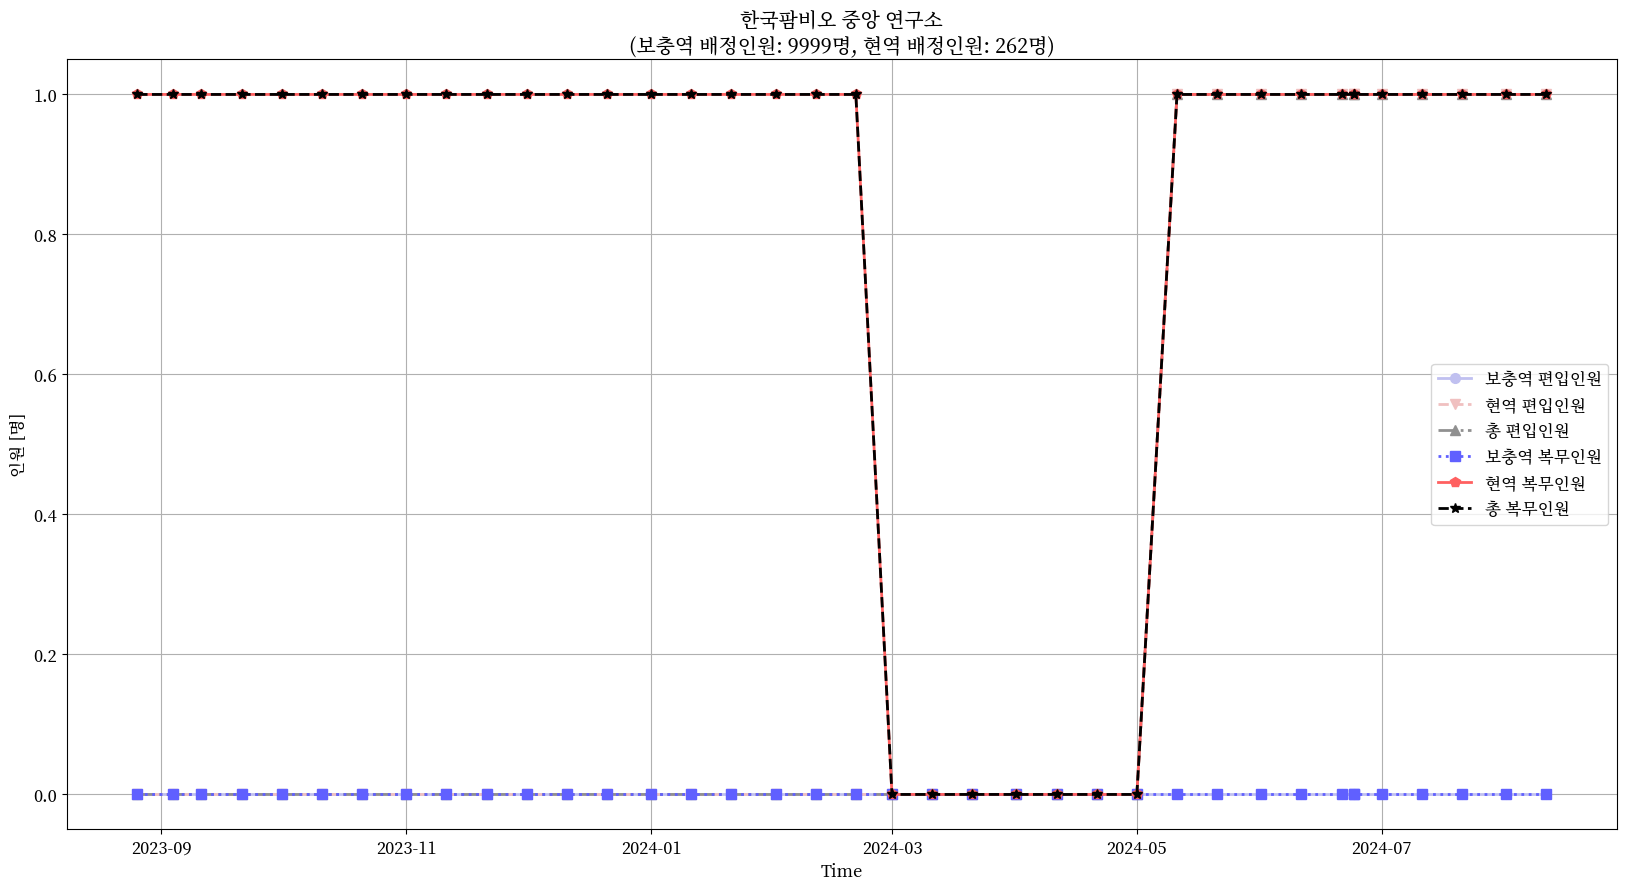 한국팜비오 중앙 연구소
(보충역 배정인원: 9999명, 현역 배정인원: 262명)
인원 [명]
1.0
0.8
0.6
0.4
0.2
0.0
보충역 편입인원
현역 편입인원
총 편입인원
보충역 복무인원
현역 복무인원
총 복무인원
2023-09
2023-11
2024-01
2024-03
2024-05
2024-07
Time